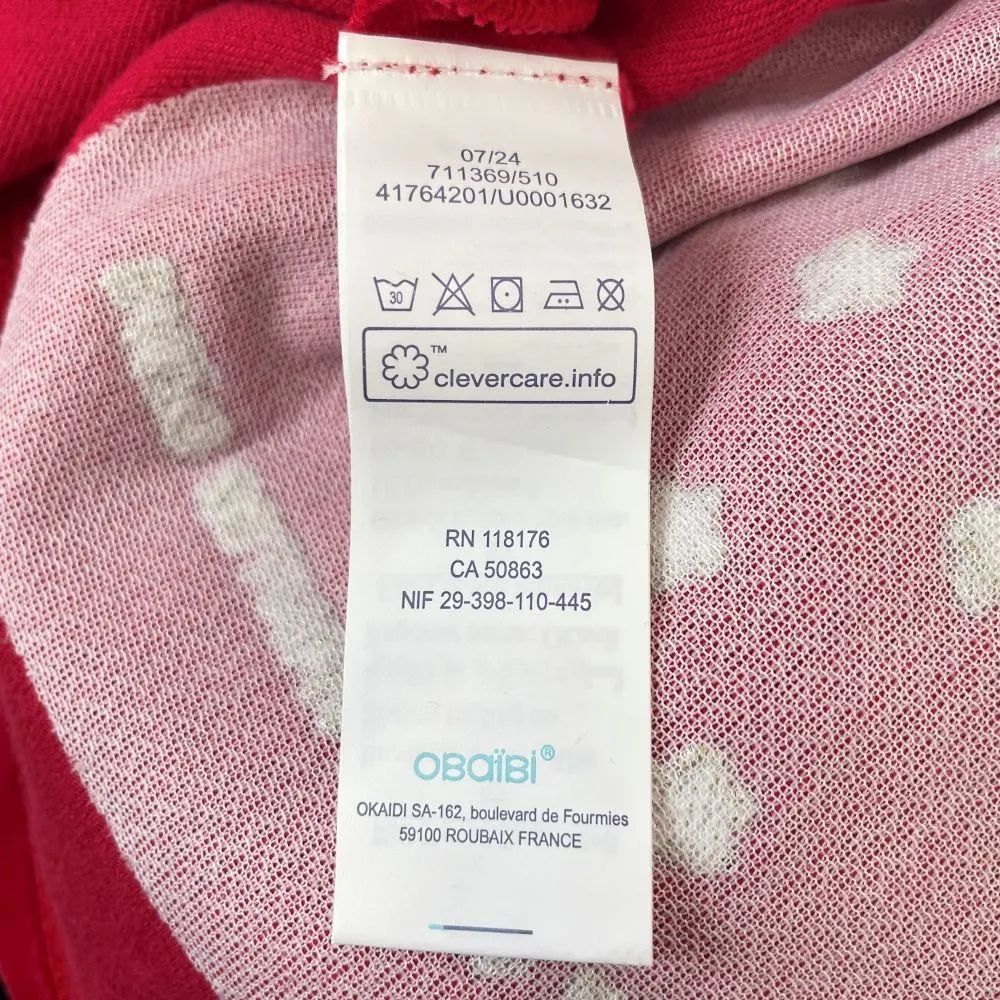 07/24
711369/510
41764201/U0001632
30
™
clevercare.info
RN 118176
CA 50863
NIF 29-398-110-445
OBaïBi®
OKAIDI SA-162, boulevard de Fourmies
59100 ROUBAIX FRANCE